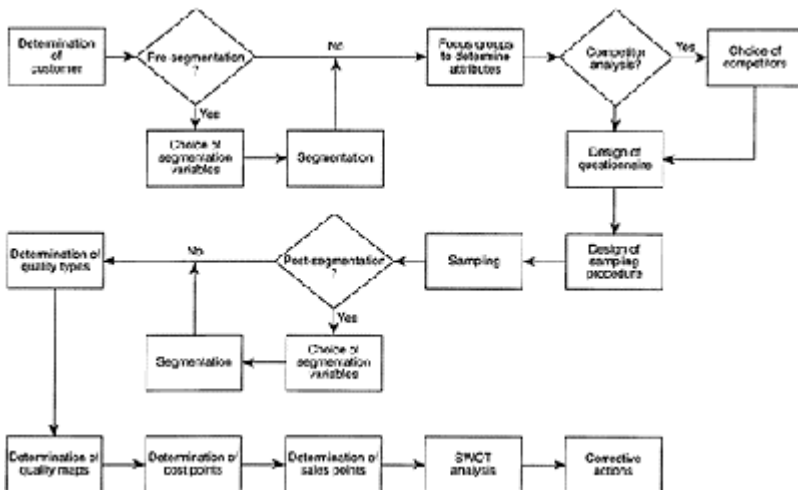 Determination
of
customer
Pre-segmentation
?
No
Focus groups
to determine
attributes
Competitor
analysis?
Yes
Choice of
competitors
Yes
Choice of
segmentation
variables
Segmentation
Design of
questionnaire
Determination of
quality types
No
Post-segmentation
?
Sampling
Design of
sampling
procedure
Yes
Segmentation
Choice of
segmentation
variables
Determination of
quality maps
Determination of
cost points
Determination of
sales points
SWOT
analysis
Corrective
actions